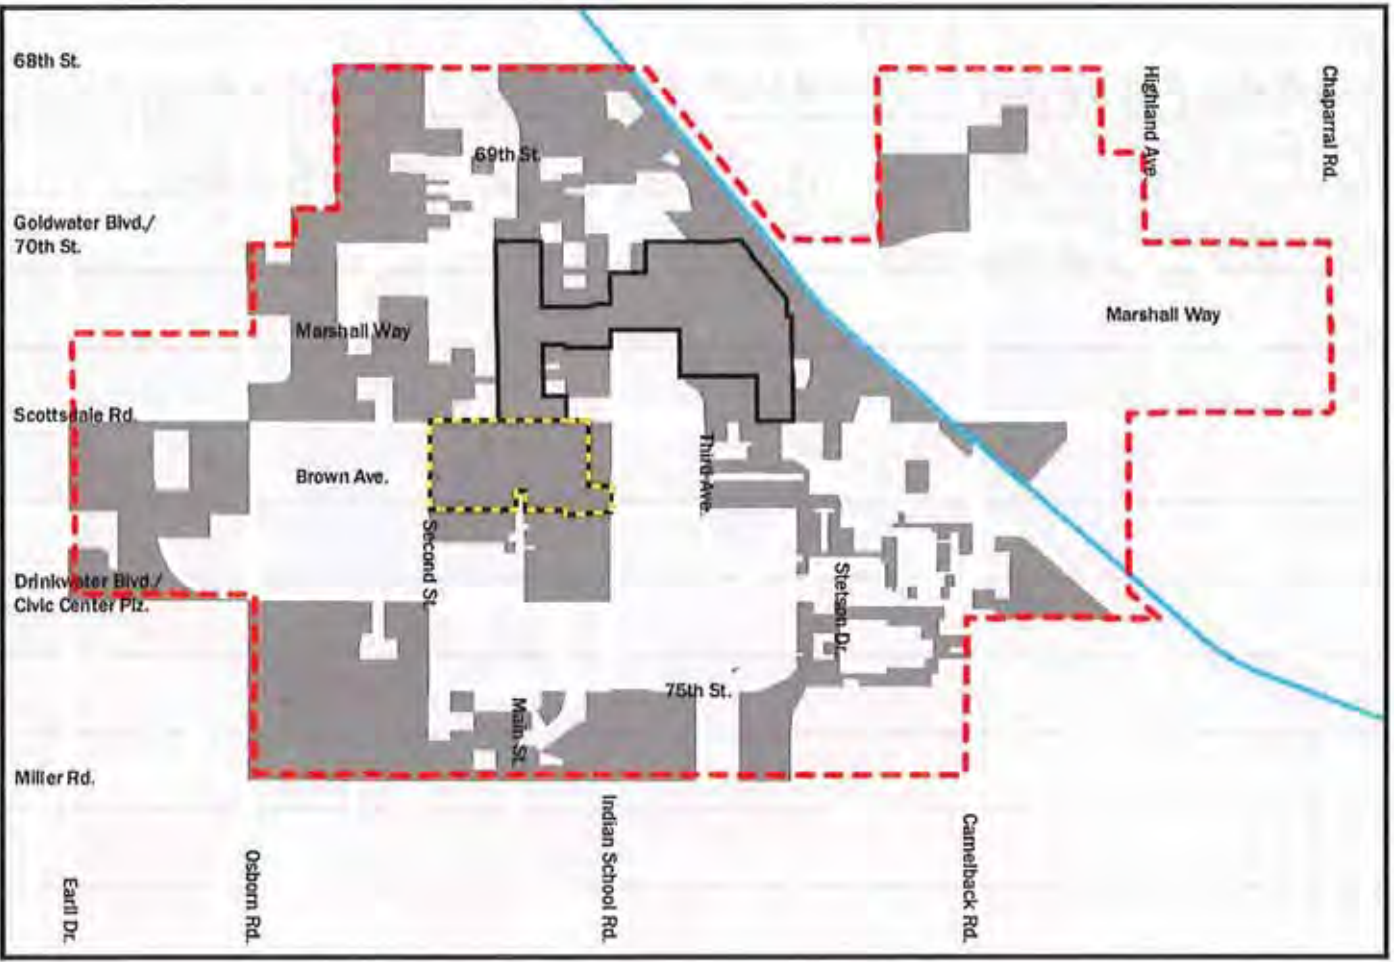 68th St.
Highland Ave.
Chaparral Rd.
69th St.
Goldwater Blvd./
70th St.
Marshall Way
Marshall Way
Scottsdale Rd.
Brown Ave.
Third Ave.
Second St.
Stetson Dr.
Drinkwater Blvd./
Civic Center Plz.
75th St.
Main St.
Miller Rd.
Earll Dr.
Osborn Rd.
Indian School Rd.
Camelback Rd.